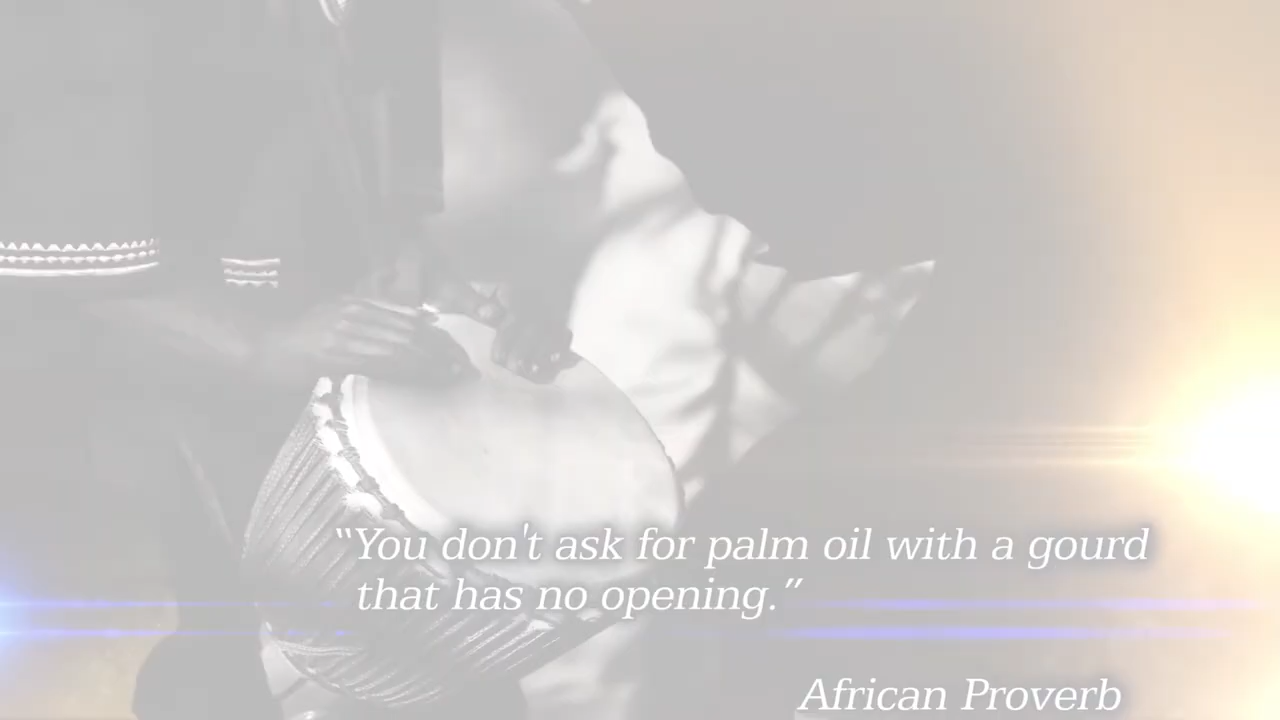 “You don't ask for palm oil with a gourd
that has no opening.”
African Proverb